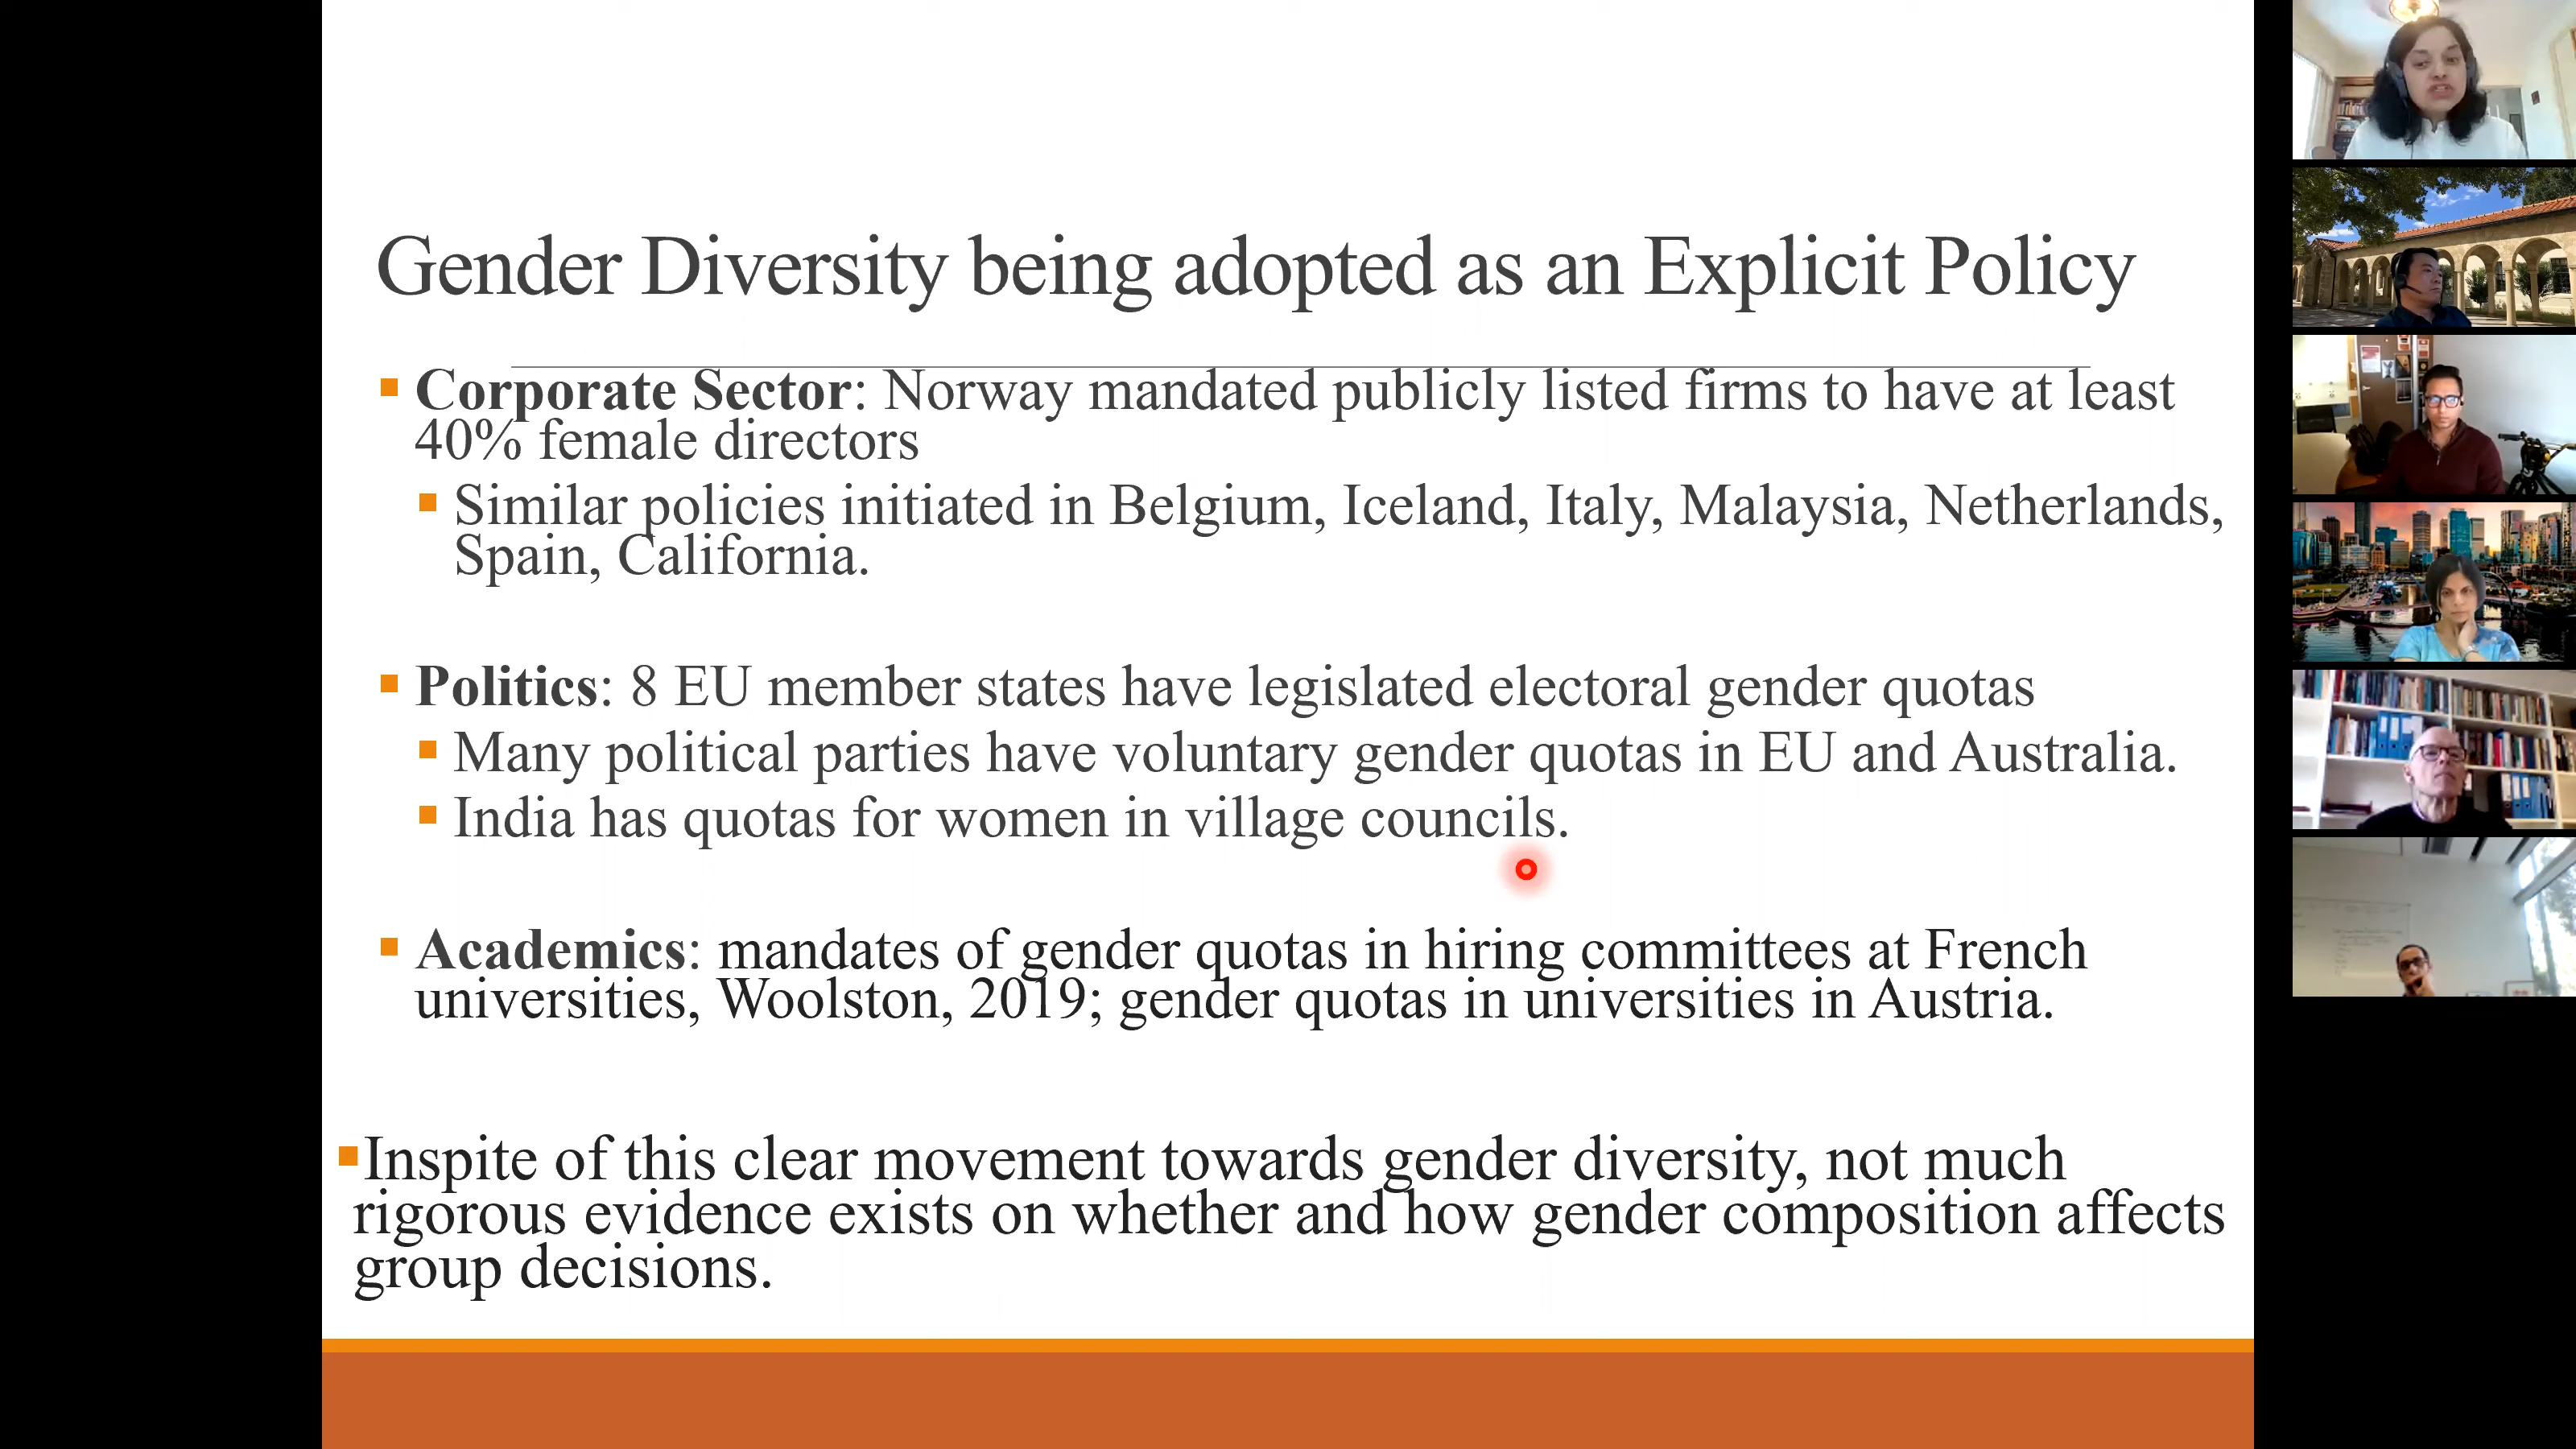 Gender Diversity being adopted as an Explicit Policy
Corporate Sector: Norway mandated publicly listed firms to have at least
40% female directors
Similar policies initiated in Belgium, Iceland, Italy, Malaysia, Netherlands,
Spain, California.
Politics: 8 EU member states have legislated electoral gender quotas
Many political parties have voluntary gender quotas in EU and Australia.
India has quotas for women in village councils.
Academics: mandates of gender quotas in hiring committees at French
universities, Woolston, 2019; gender quotas in universities in Austria.
Inspite of this clear movement towards gender diversity, not much
rigorous evidence exists on whether and how gender composition affects
group decisions.